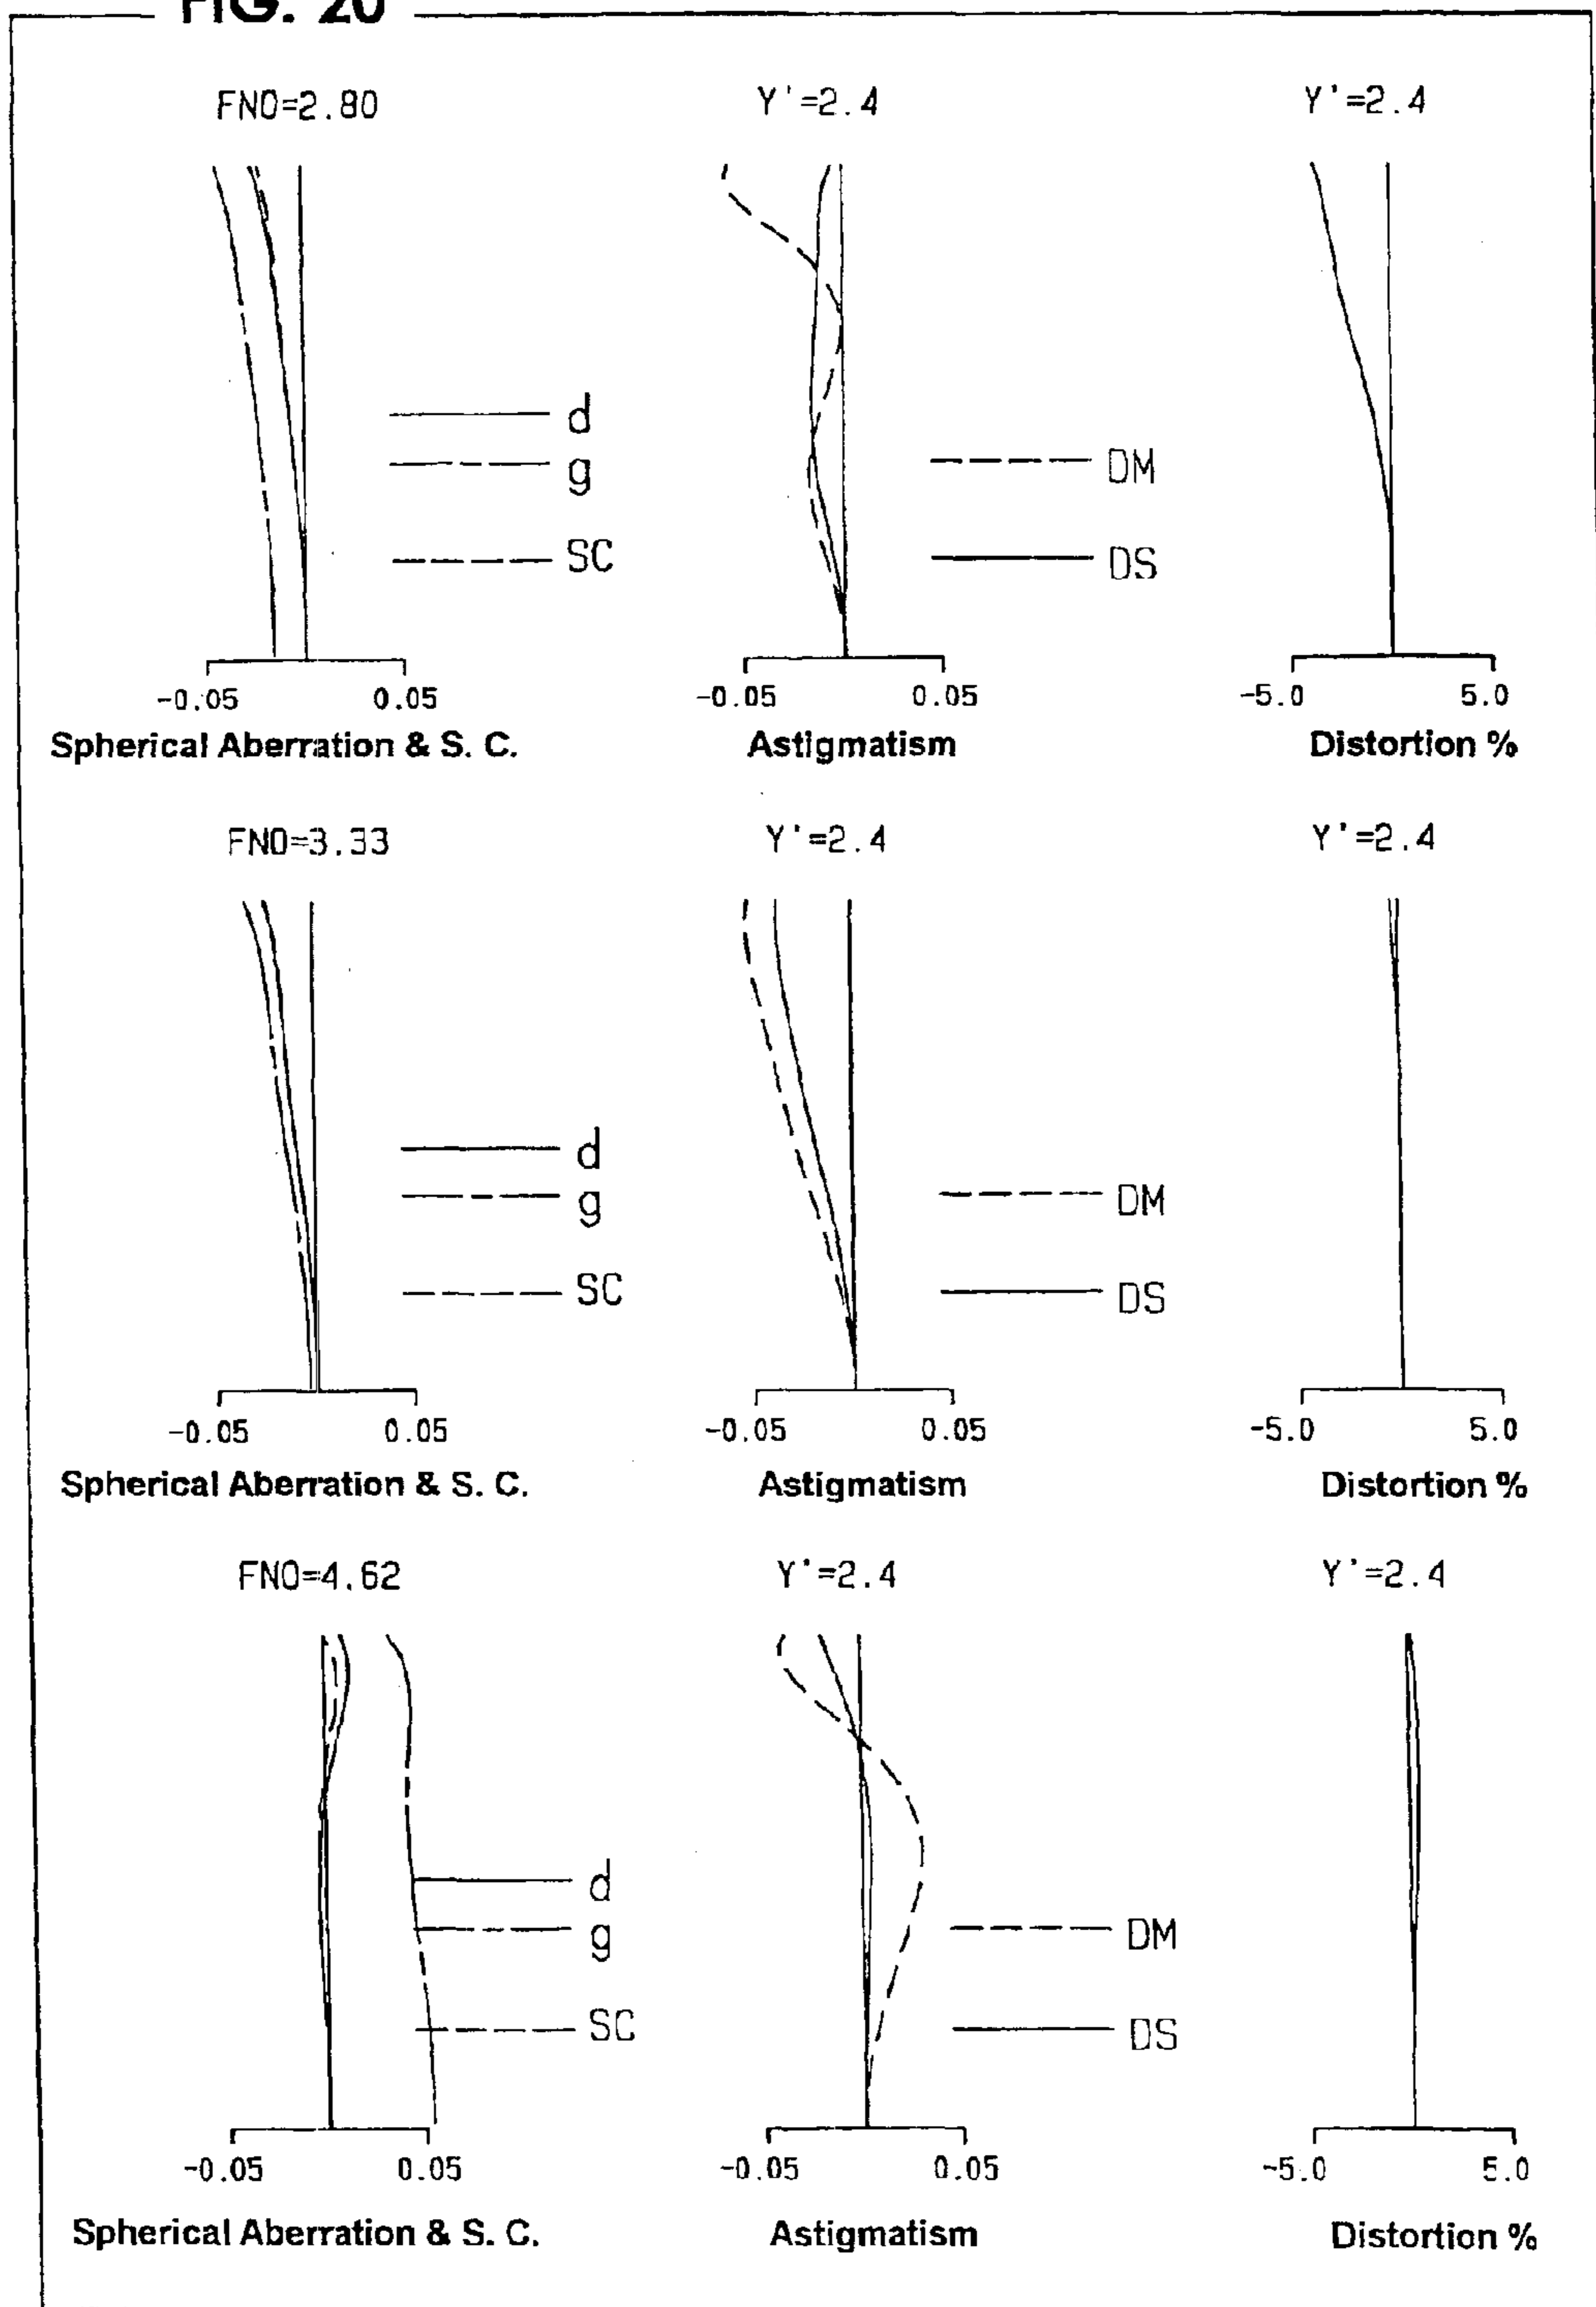 FIG. 20
FNO=2.80
Y'=2.4
Y'=2.4
d
g
SC
DM
DS
-0.05 0.05
-0.05 0.05
-5.0 5.0
Spherical Aberration & S. C.
Astigmatism
Distortion %
FNO=3.33
Y'=2.4
Y'=2.4
d
g
SC
DM
DS
-0.05 0.05
-0.05 0.05
-5.0 5.0
Spherical Aberration & S. C.
Astigmatism
Distortion %
FNO=4.62
Y'=2.4
Y'=2.4
d
g
SC
DM
DS
-0.05 0.05
-0.05 0.05
-5.0 5.0
Spherical Aberration & S. C.
Astigmatism
Distortion %